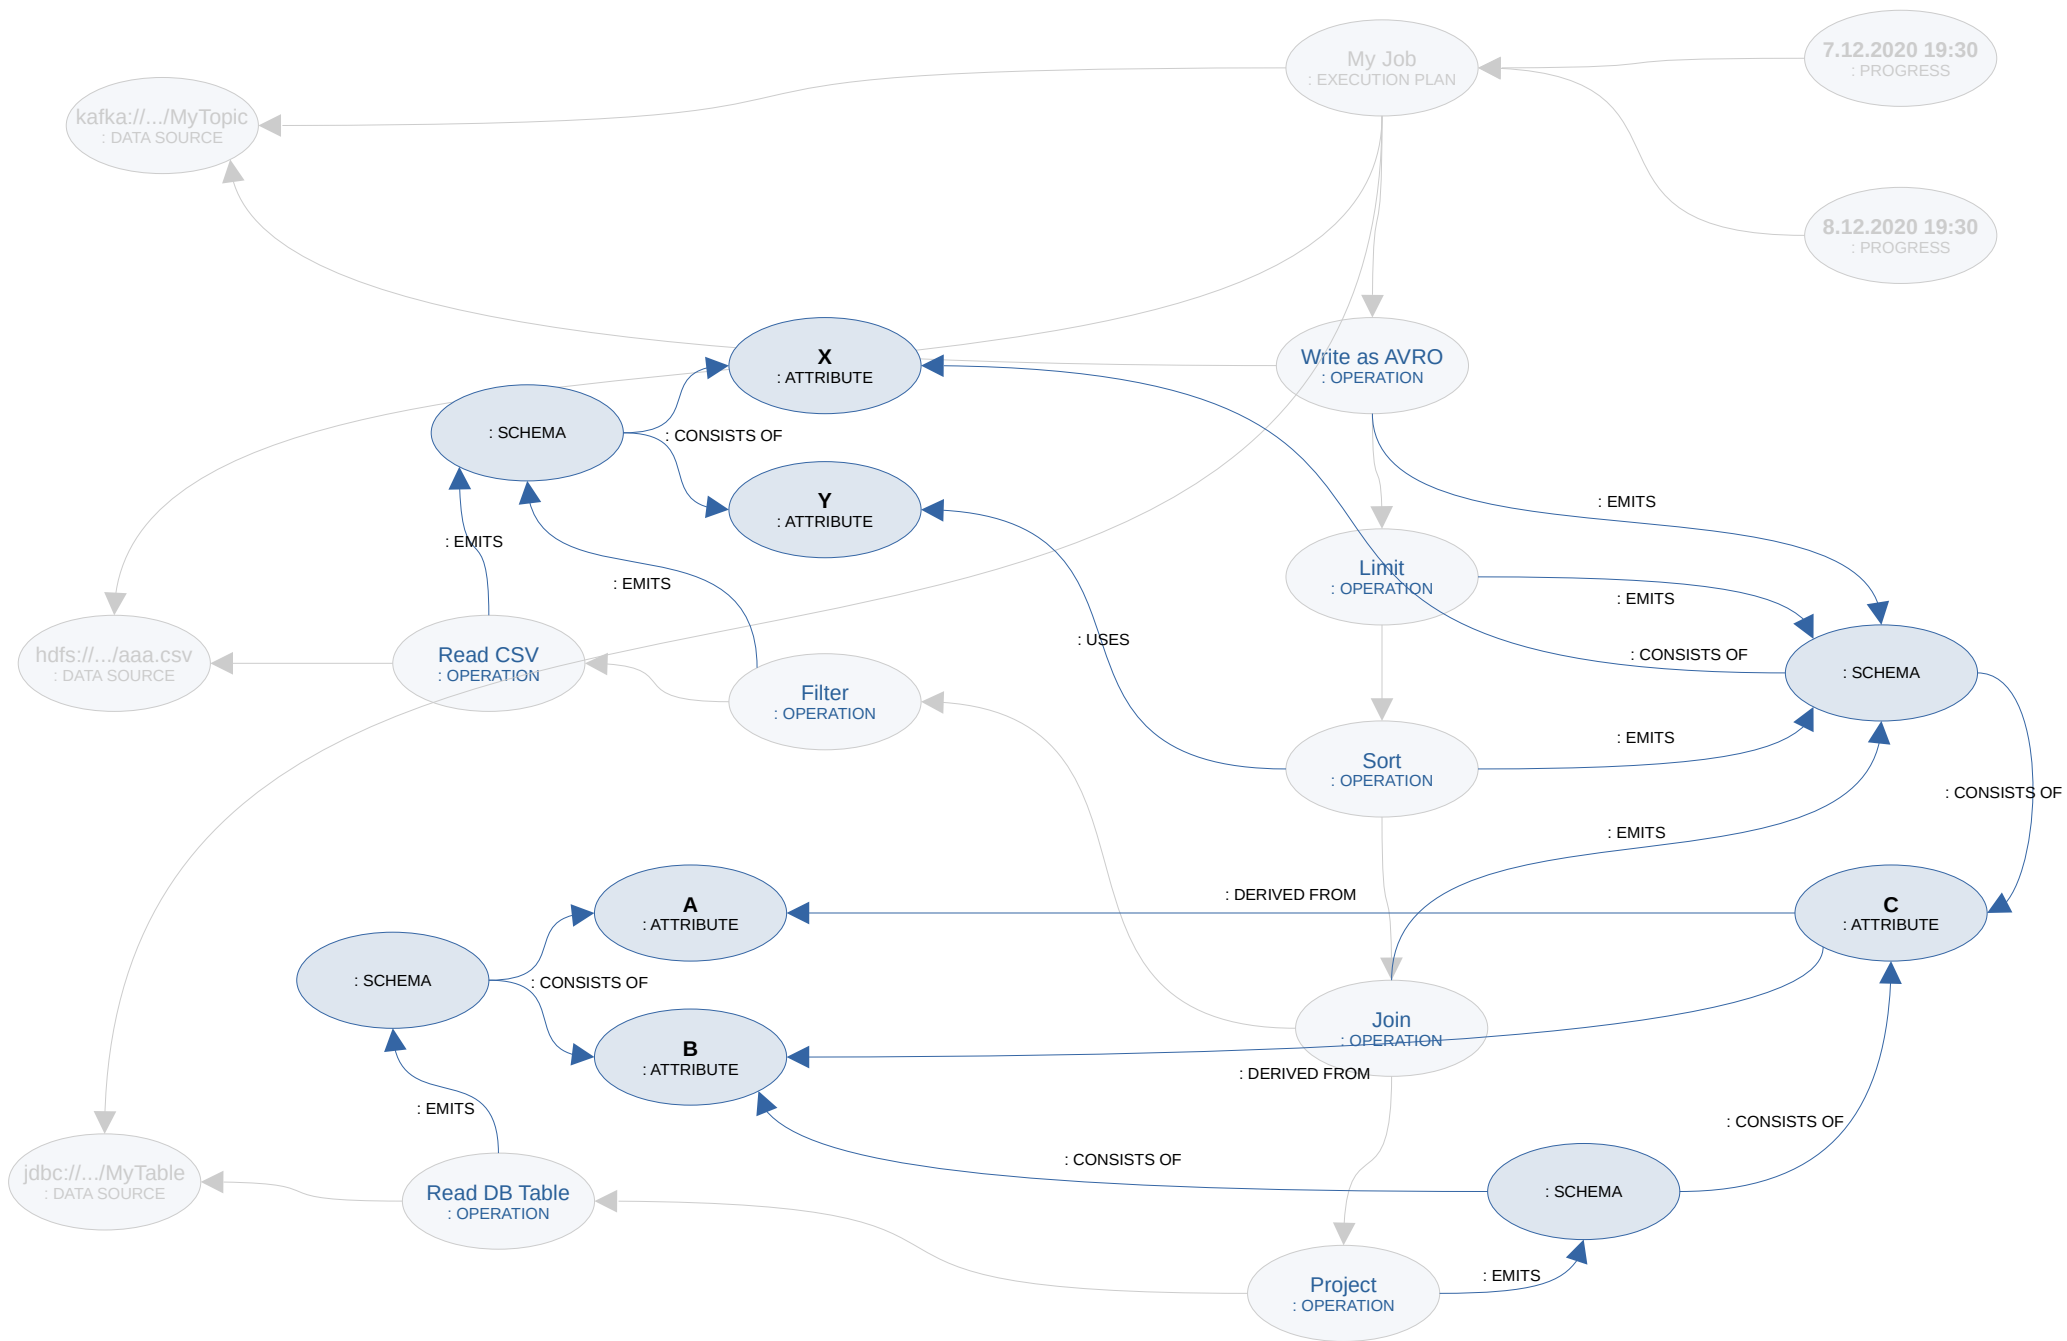 My Job
: EXECUTION PLAN
7.12.2020 19:30
: PROGRESS
kafka://.../MyTopic
: DATA SOURCE
8.12.2020 19:30
: PROGRESS
X
: ATTRIBUTE
Write as AVRO
: OPERATION
: SCHEMA
: CONSISTS OF
Y
: ATTRIBUTE
: EMITS
: EMITS
: EMITS
Limit
: OPERATION
: EMITS
: USES
: CONSISTS OF
hdfs://.../aaa.csv
: DATA SOURCE
Read CSV
: OPERATION
Filter
: OPERATION
: SCHEMA
: EMITS
Sort
: OPERATION
: CONSISTS OF
: EMITS
A
: ATTRIBUTE
: DERIVED FROM
C
: ATTRIBUTE
: SCHEMA
: CONSISTS OF
Join
: OPERATION
B
: ATTRIBUTE
: DERIVED FROM
: EMITS
: CONSISTS OF
: CONSISTS OF
jdbc://.../MyTable
: DATA SOURCE
Read DB Table
: OPERATION
: SCHEMA
: EMITS
Project
: OPERATION